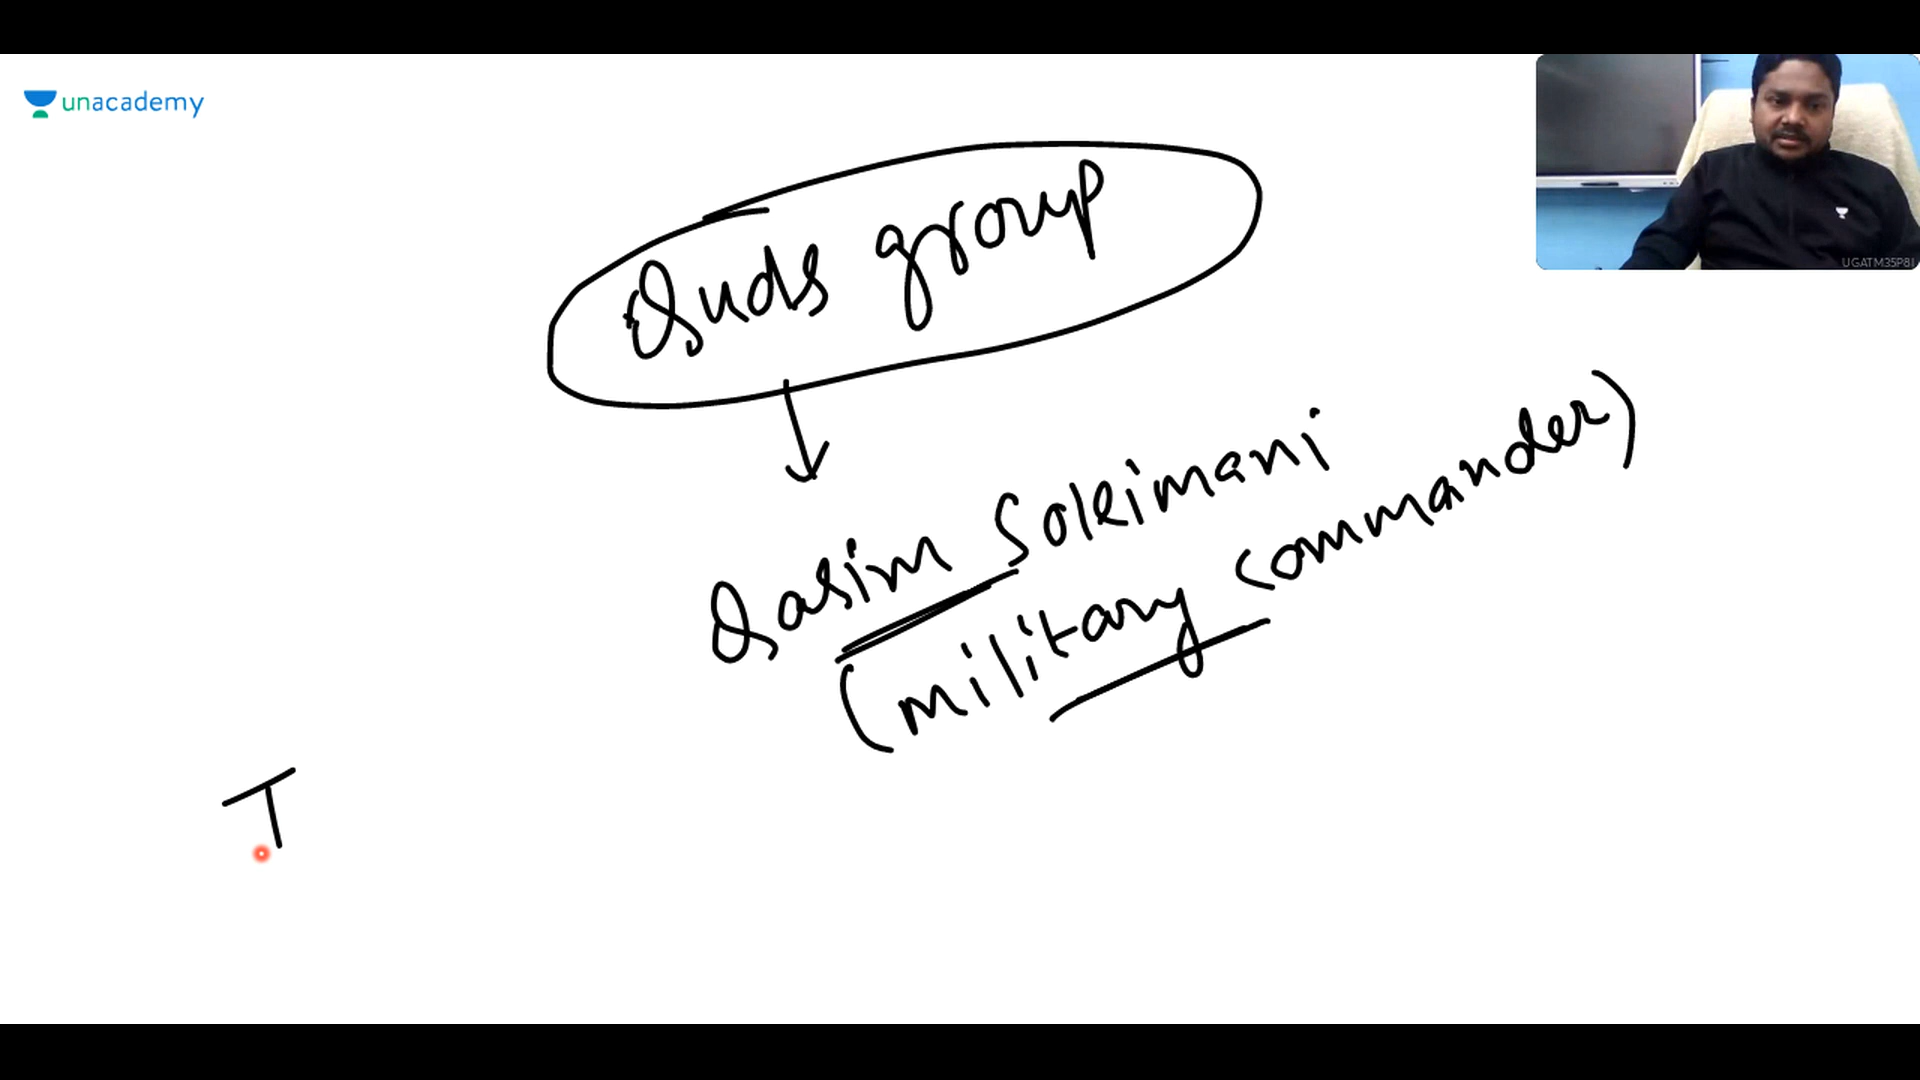 unacademy
Quds group
Qasim Soleimani
(military commander)
T
UGATM35P8I